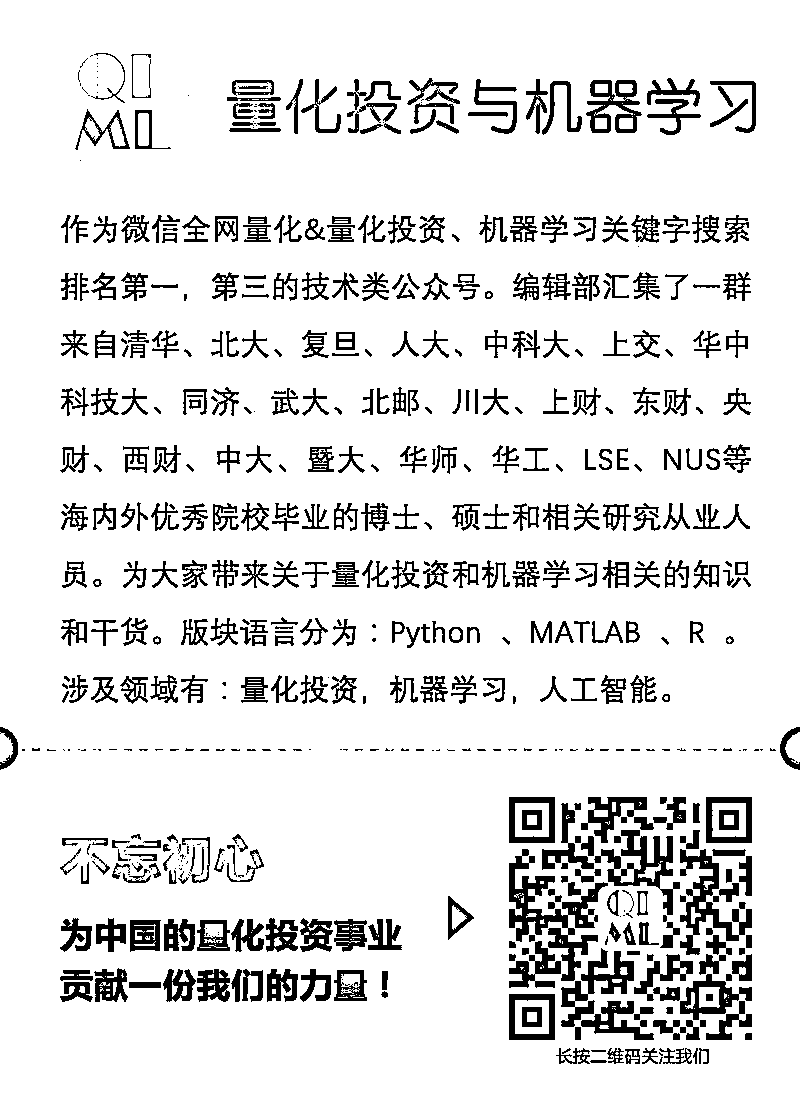 QI
ML
量化投资与机器学习
作为微信全网量化&量化投资、机器学习关键字搜索
排名第一，第三的技术类公众号。编辑部汇集了一群
来自清华、北大、复旦、人大、中科大、上交、华中
科技大、同济、武大、北邮、川大、上财、东财、央
财、西财、中大、暨大、华师、华工、LSE、NUS等
海内外优秀院校毕业的博士、硕士和相关研究从业人
员。为大家带来关于量化投资和机器学习相关的知识
和干货。版块语言分为：Python 、MATLAB 、R 。
涉及领域有：量化投资，机器学习，人工智能。
不忘初心
为中国的量化投资事业
贡献一份我们的力量！
QI
ML
长按二维码关注我们